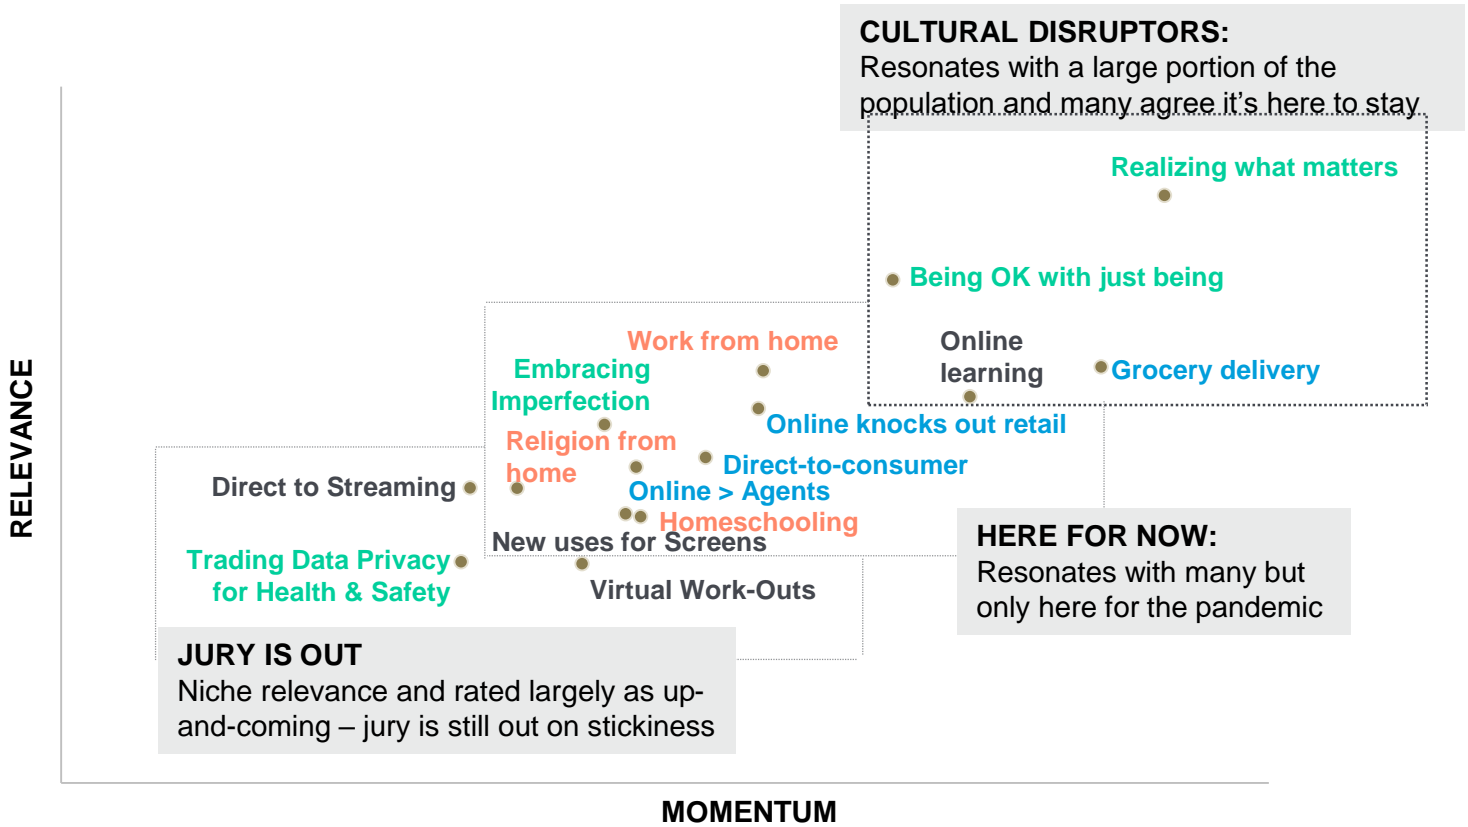 CULTURAL DISRUPTORS:
Resonates with a large portion of the
population and many agree it’s here to stay
Realizing what matters
Being OK with just being
Work from home
Online
learning
Grocery delivery
Embracing
Imperfection
Online knocks out retail
Religion from
home
Direct-to-consumer
Direct to Streaming
Online > Agents
Homeschooling
New uses for Screens
Trading Data Privacy
for Health & Safety
Virtual Work-Outs
HERE FOR NOW:
Resonates with many but
only here for the pandemic
JURY IS OUT
Niche relevance and rated largely as up-
and-coming – jury is still out on stickiness
RELEVANCE
MOMENTUM